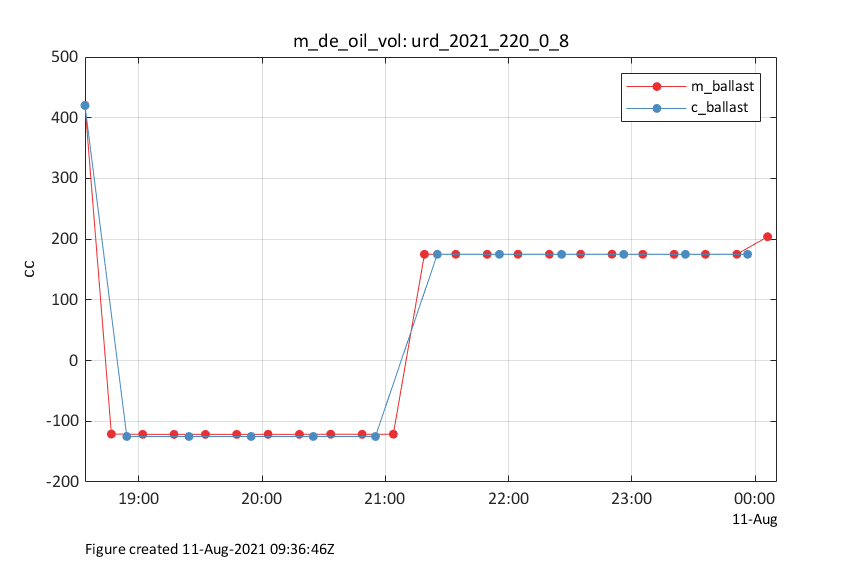 m_de_oil_vol: urd_2021_220_0_8
500
400
300
200
100
0
-100
-200
cc
m_ballast
c_ballast
19:00 20:00 21:00 22:00 23:00 00:00
11-Aug
Figure created 11-Aug-2021 09:36:46Z